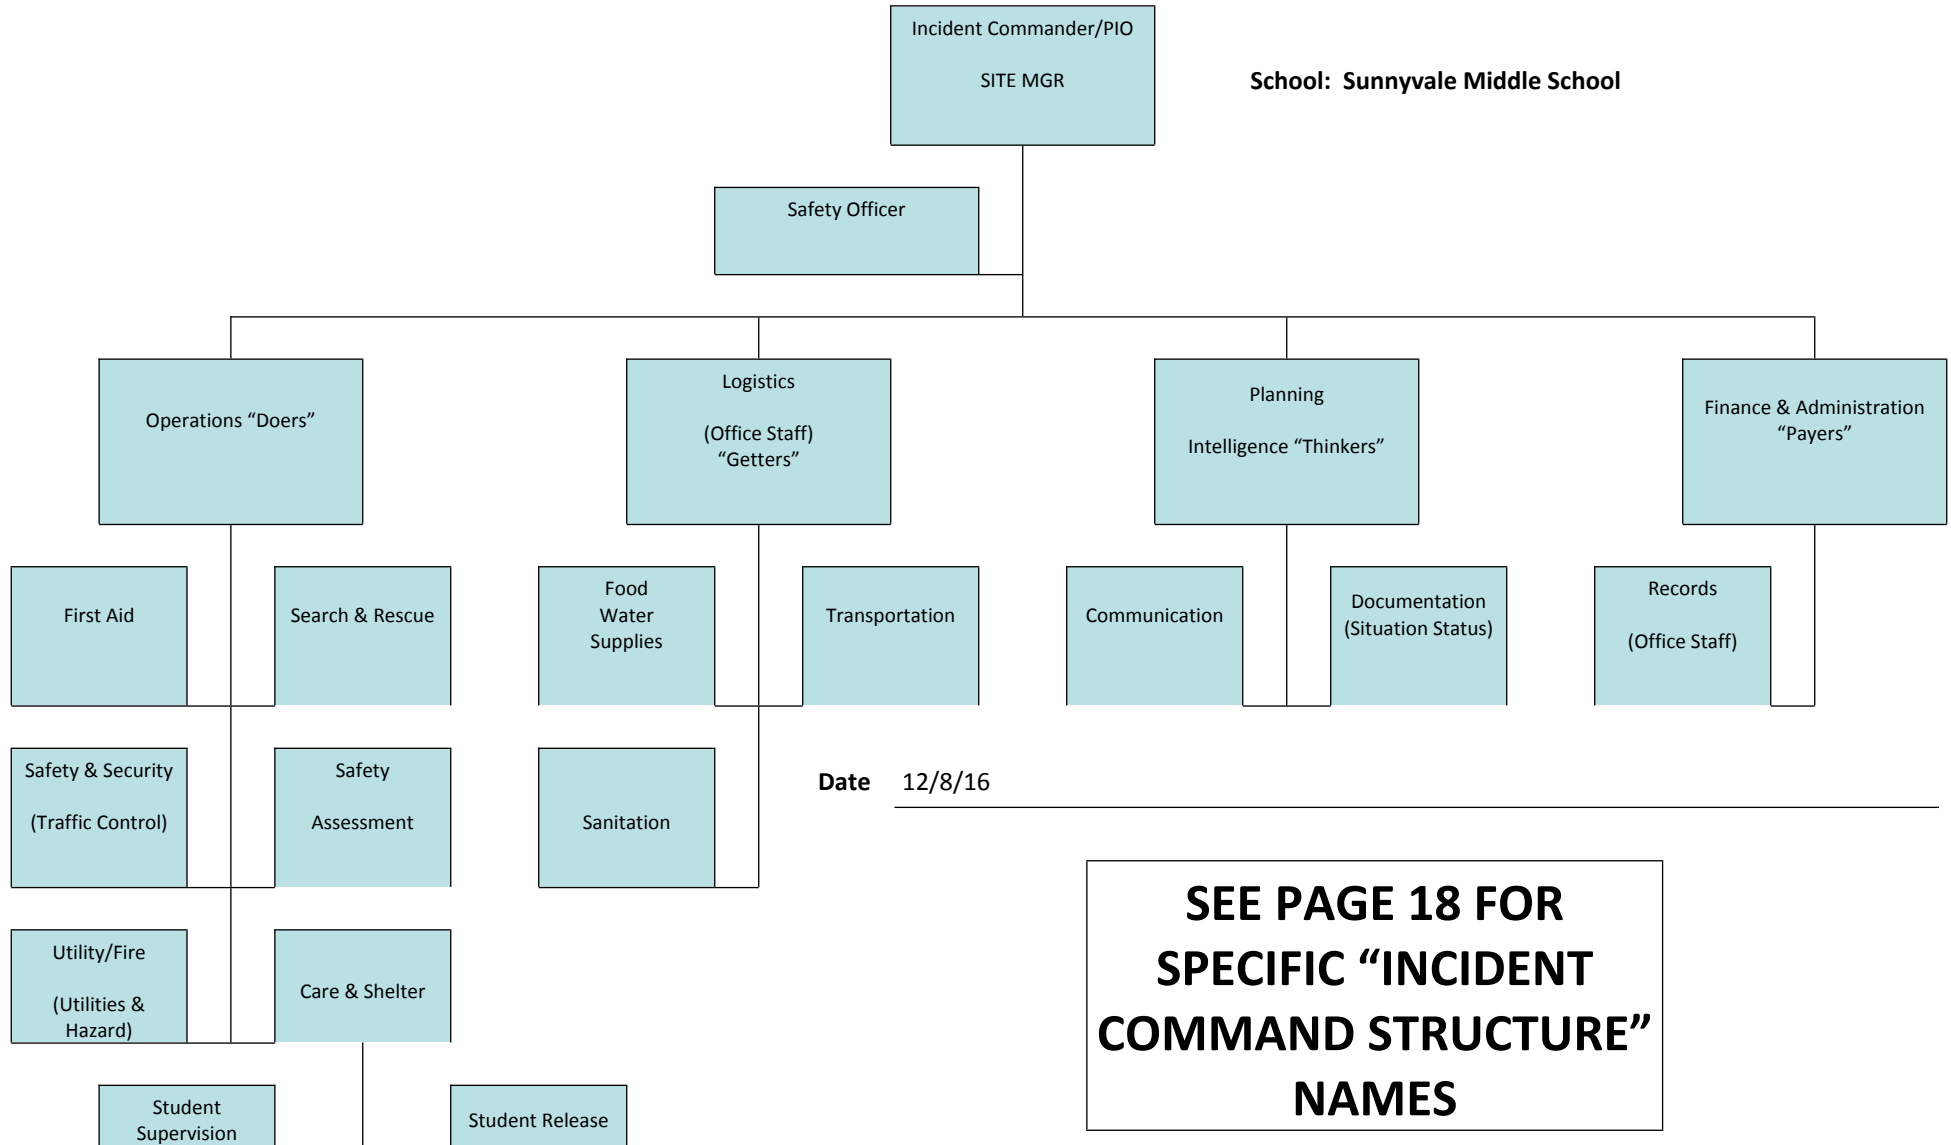 Incident Commander/PIO
SITE MGR
School: Sunnyvale Middle School
Safety Officer
Operations “Doers”
Logistics
(Office Staff)
“Getters”
Planning
Intelligence “Thinkers”
Finance & Administration
“Payers”
First Aid
Search & Rescue
Food
Water
Supplies
Transportation
Communication
Documentation
(Situation Status)
Records
(Office Staff)
Safety & Security
(Traffic Control)
Safety
Assessment
Sanitation
Date 12/8/16
Utility/Fire
(Utilities &
Hazard)
Care & Shelter
SEE PAGE 18 FOR
SPECIFIC “INCIDENT
COMMAND STRUCTURE”
NAMES
Student
Supervision
Student Release